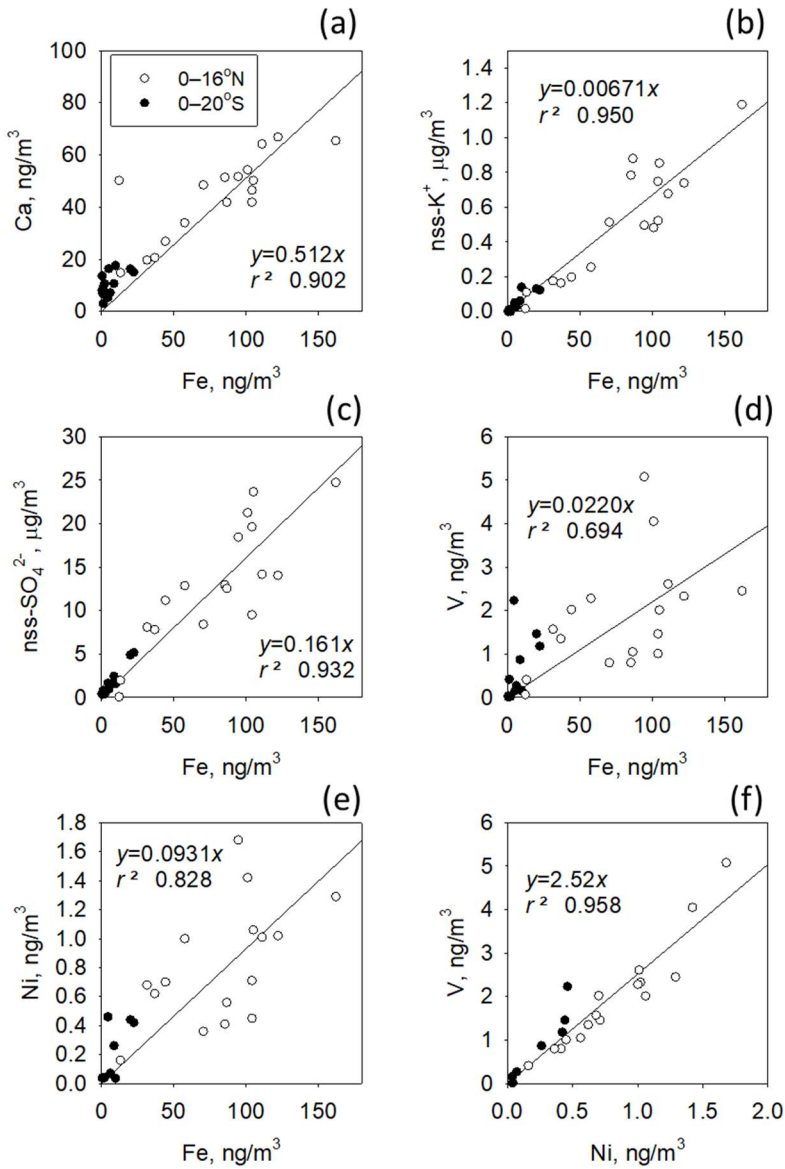 (a)
100
80
60
40
20
0
Ca, ng/m³
0–16°N
0–20°S
y=0.512x
r² 0.902
0 50 100 150
Fe, ng/m³
(b)
1.4
1.2
1.0
0.8
0.6
0.4
0.2
0.0
nss-K⁺, µg/m³
y=0.00671x
r² 0.950
0 50 100 150
Fe, ng/m³
(c)
30
25
20
15
10
5
0
nss-SO₄²⁻, µg/m³
y=0.161x
r² 0.932
0 50 100 150
Fe, ng/m³
(d)
6
5
4
3
2
1
0
V, ng/m³
y=0.0220x
r² 0.694
0 50 100 150
Fe, ng/m³
(e)
1.8
1.6
1.4
1.2
1.0
0.8
0.6
0.4
0.2
0.0
Ni, ng/m³
y=0.0931x
r² 0.828
0 50 100 150
Fe, ng/m³
(f)
6
5
4
3
2
1
0
V, ng/m³
y=2.52x
r² 0.958
0.0 0.5 1.0 1.5 2.0
Ni, ng/m³